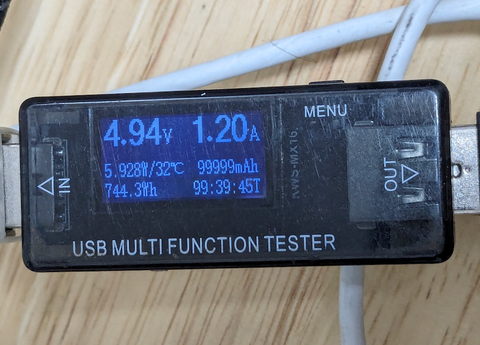 MENU
4.94V 1.20A
5.928W/32℃ 99999mAh
744.3Wh 99:39:45T
KWS-MX16
IN
OUT
USB MULTI FUNCTION TESTER